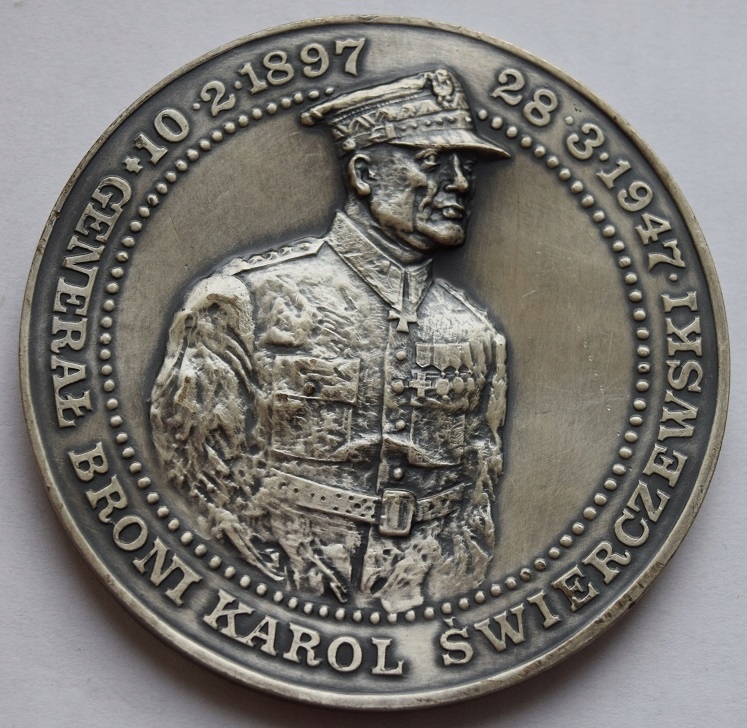 10·2·1897
28·3·1947·
GENERAŁ BRONI KAROL ŚWIERCZEWSKI